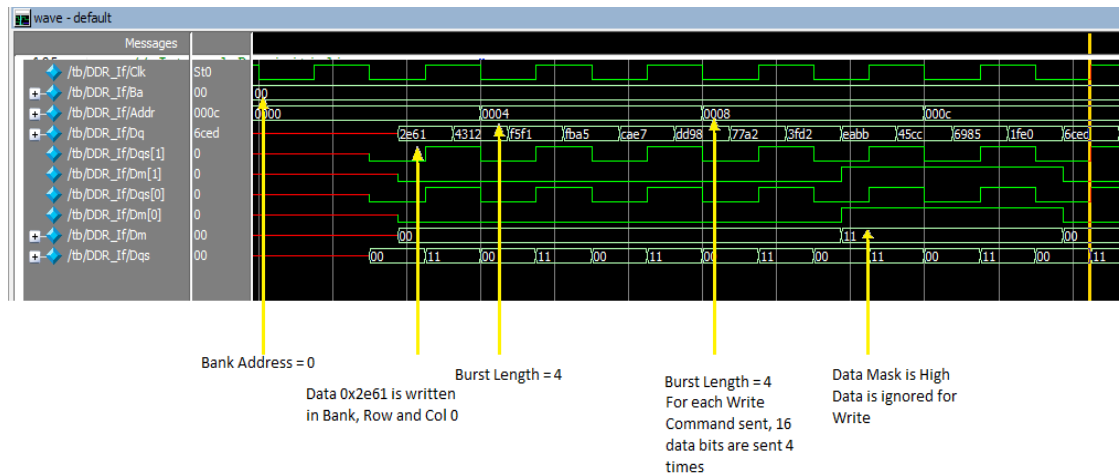 wave - default
Messages
/tb/DDR_If/Clk St0
/tb/DDR_If/Ba 00 00
/tb/DDR_If/Addr 000c 0000 0004 0008 000c
/tb/DDR_If/Dq 6ced 2e61 4312 f5f1 fba5 cae7 dd98 77a2 3fd2 eabb 45cc 6985 1fe0 6ced
/tb/DDR_If/Dqs[1] 0
/tb/DDR_If/Dm[1] 0
/tb/DDR_If/Dqs[0] 0
/tb/DDR_If/Dm[0] 0
/tb/DDR_If/Dm 00 00 11 00
/tb/DDR_If/Dqs 00 00 11 00 11 00 11 00 11 00 11 00 11 00 11
Bank Address = 0
Data 0x2e61 is written
in Bank, Row and Col 0
Burst Length = 4
Burst Length = 4
For each Write
Command sent, 16
data bits are sent 4
times
Data Mask is High
Data is ignored for
Write